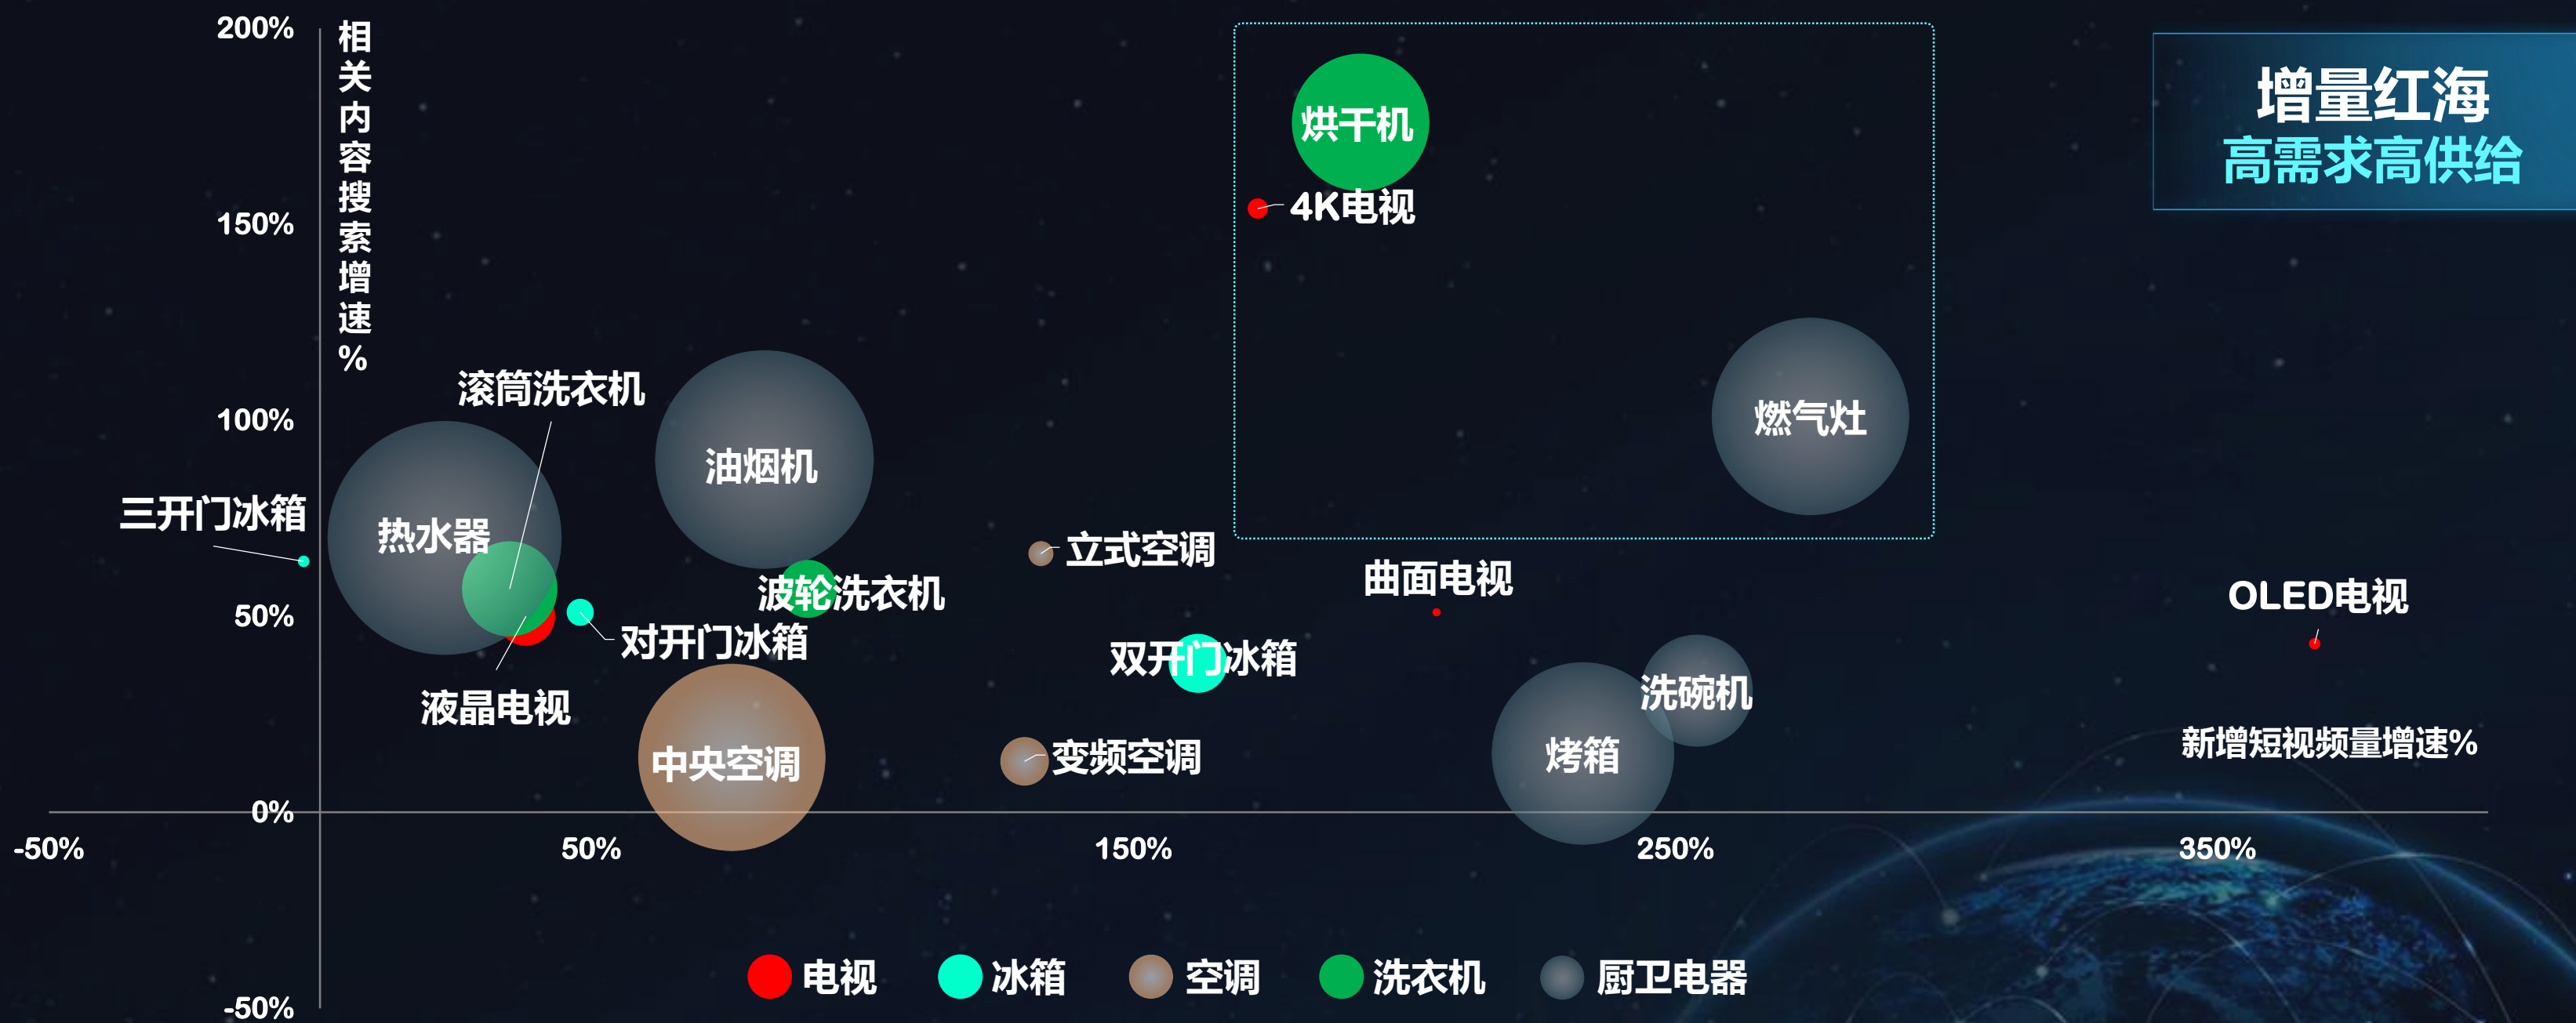 200%
相关内容搜索增速%
增量红海
高需求高供给
烘干机
4K电视
150%
100%
滚筒洗衣机
燃气灶
油烟机
三开门冰箱
热水器
立式空调
曲面电视
波轮洗衣机
OLED电视
50%
对开门冰箱
双开门冰箱
洗碗机
液晶电视
中央空调
变频空调
烤箱
新增短视频量增速%
0%
-50%
50%
150%
250%
350%
电视
冰箱
空调
洗衣机
厨卫电器
-50%